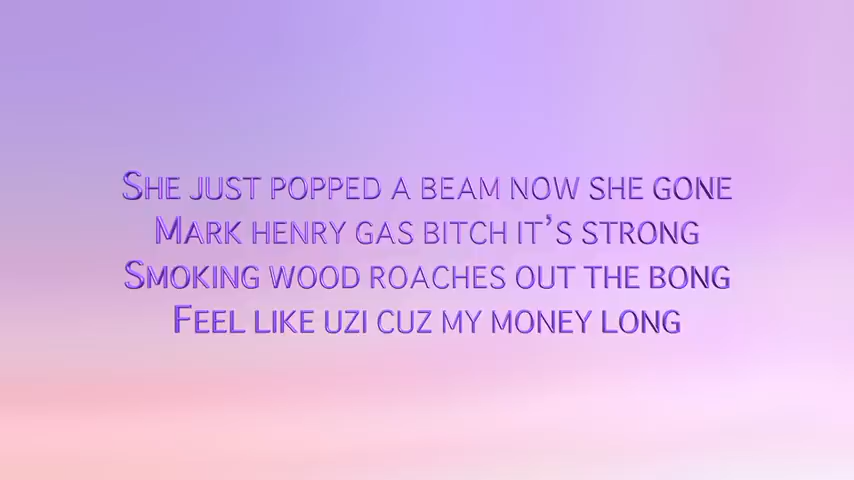 She just popped a beam now she gone
Mark henry gas bitch it's strong
Smoking wood roaches out the bong
Feel like uzi cuz my money long